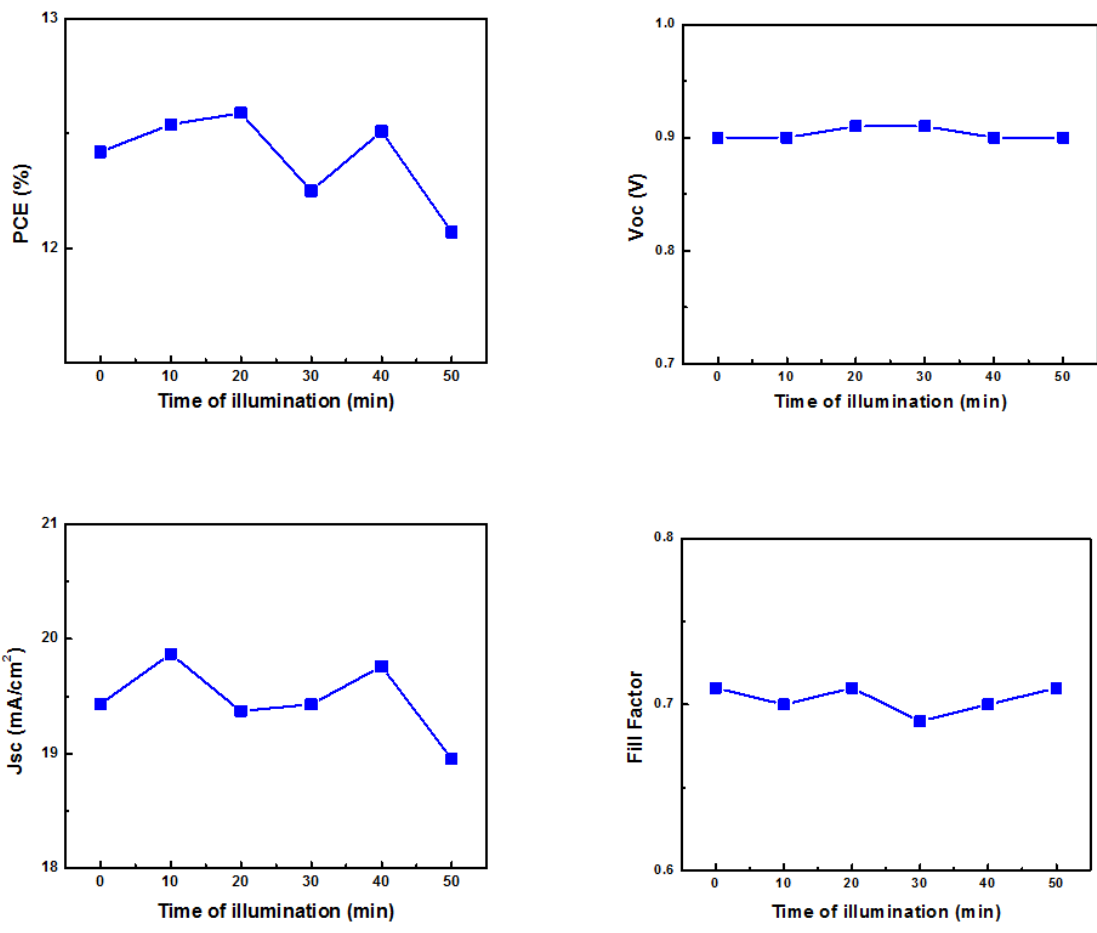 13
12
PCE (%)
0 10 20 30 40 50
Time of illumination (min)
1.0
0.9
0.8
0.7
Voc (V)
0 10 20 30 40 50
Time of illumination (min)
21
20
19
18
Jsc (mA/cm²)
0 10 20 30 40 50
Time of illumination (min)
0.8
0.7
0.6
Fill Factor
0 10 20 30 40 50
Time of illumination (min)